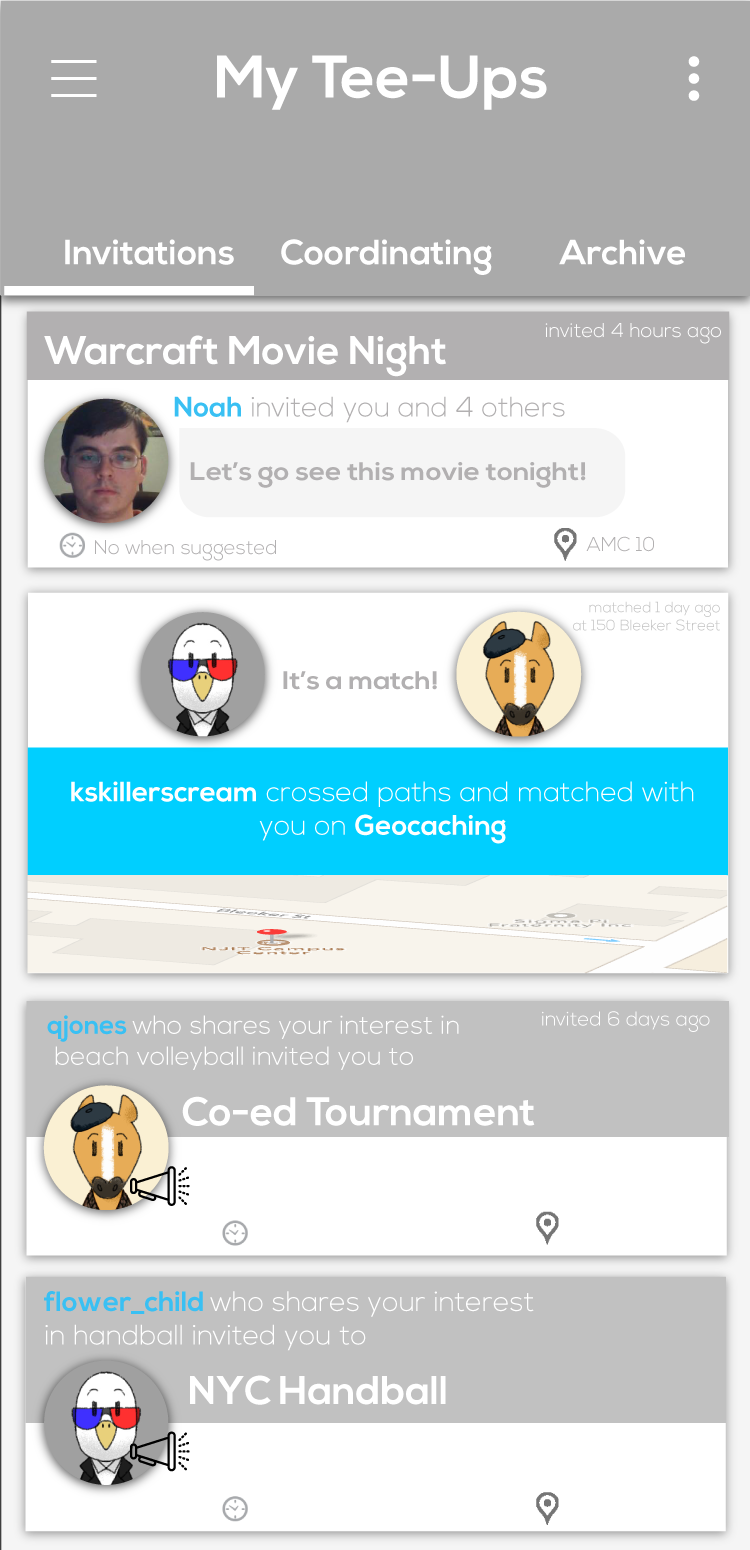 My Tee-Ups
Invitations Coordinating Archive
Warcraft Movie Night
invited 4 hours ago
Noah invited you and 4 others
Let's go see this movie tonight!
No when suggested
AMC 10
matched 1 day ago
at 150 Bleeker Street
It's a match!
kskillerscream crossed paths and matched with
you on Geocaching
Bleeker St
Sigma Pi
Fraternity Inc
NJIT Campus
Center
qjones who shares your interest in
beach volleyball invited you to
invited 6 days ago
Co-ed Tournament
flower_child who shares your interest
in handball invited you to
NYC Handball